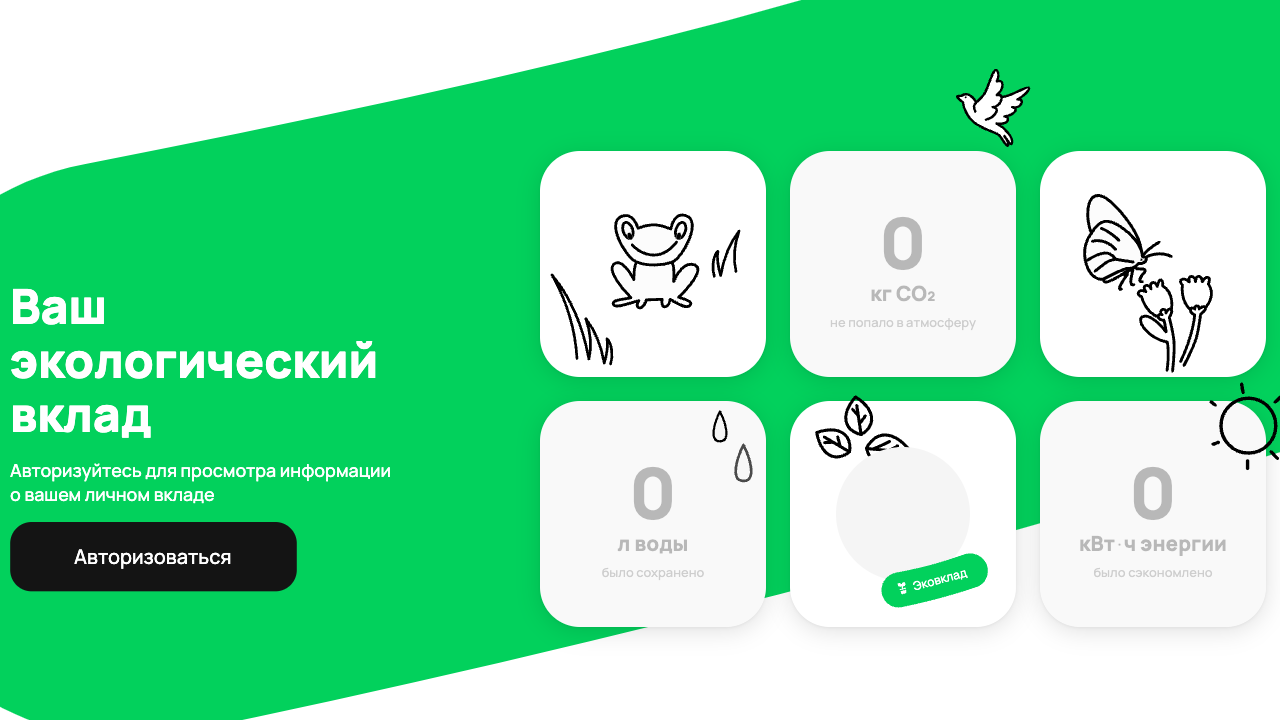 Ваш
экологический
вклад
Авторизуйтесь для просмотра информации
о вашем личном вкладе
Авторизоваться
0
кг CO₂
не попало в атмосферу
0
л воды
было сохранено
Эковклад
0
кВт · ч энергии
было сэкономлено